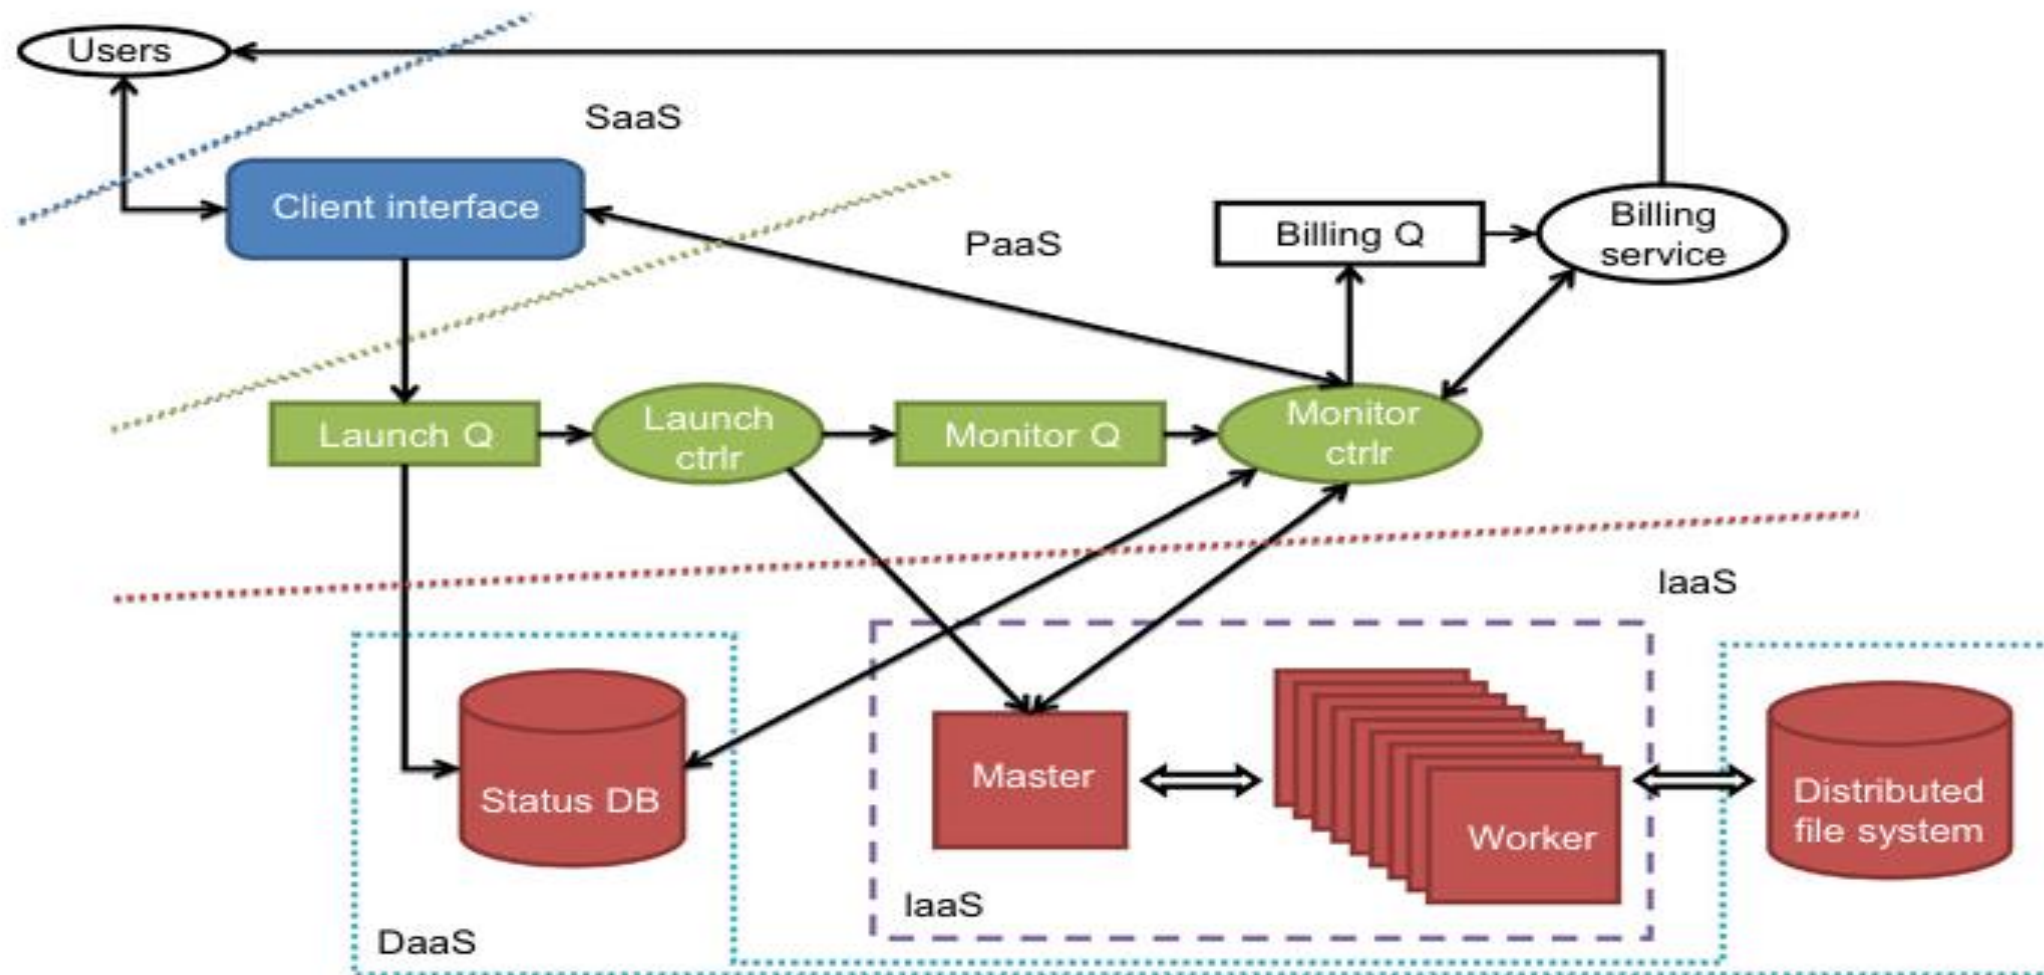 Users
SaaS
Client interface
PaaS
Billing Q
Billing
service
Launch Q
Launch
ctrlr
Monitor Q
Monitor
ctrlr
IaaS
Status DB
Master
Worker
Distributed
file system
IaaS
DaaS